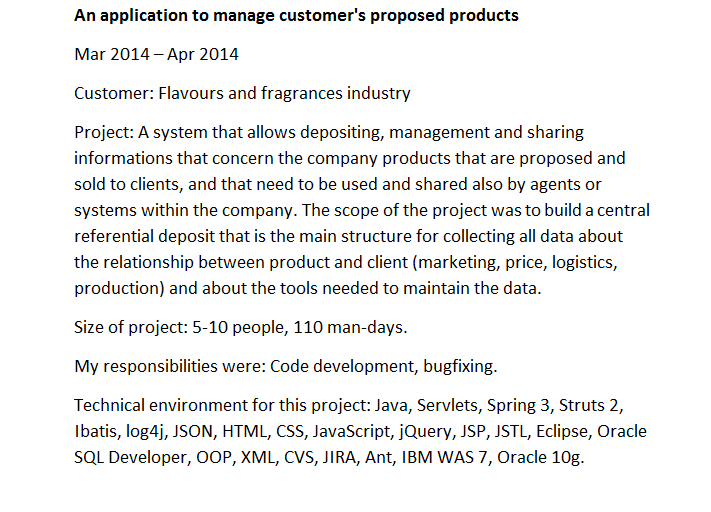 An application to manage customer's proposed products
Mar 2014 – Apr 2014
Customer: Flavours and fragrances industry
Project: A system that allows depositing, management and sharing
informations that concern the company products that are proposed and
sold to clients, and that need to be used and shared also by agents or
systems within the company. The scope of the project was to build a central
referential deposit that is the main structure for collecting all data about
the relationship between product and client (marketing, price, logistics,
production) and about the tools needed to maintain the data.
Size of project: 5-10 people, 110 man-days.
My responsibilities were: Code development, bugfixing.
Technical environment for this project: Java, Servlets, Spring 3, Struts 2,
Ibatis, log4j, JSON, HTML, CSS, JavaScript, jQuery, JSP, JSTL, Eclipse, Oracle
SQL Developer, OOP, XML, CVS, JIRA, Ant, IBM WAS 7, Oracle 10g.